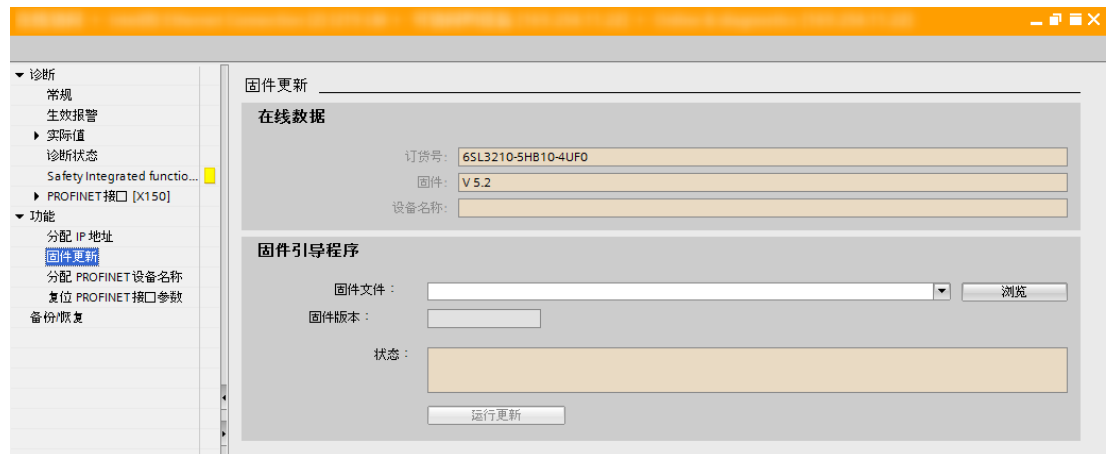 诊断
常规
生效报警
实际值
诊断状态
Safety Integrated functio...
PROFINET接口 [X150]
功能
分配 IP 地址
固件更新
分配 PROFINET设备名称
复位 PROFINET接口参数
备份/恢复
固件更新
在线数据
订货号: 6SL3210-5HB10-4UF0
固件: V 5.2
设备名称:
固件引导程序
固件文件： 浏览
固件版本：
状态：
运行更新